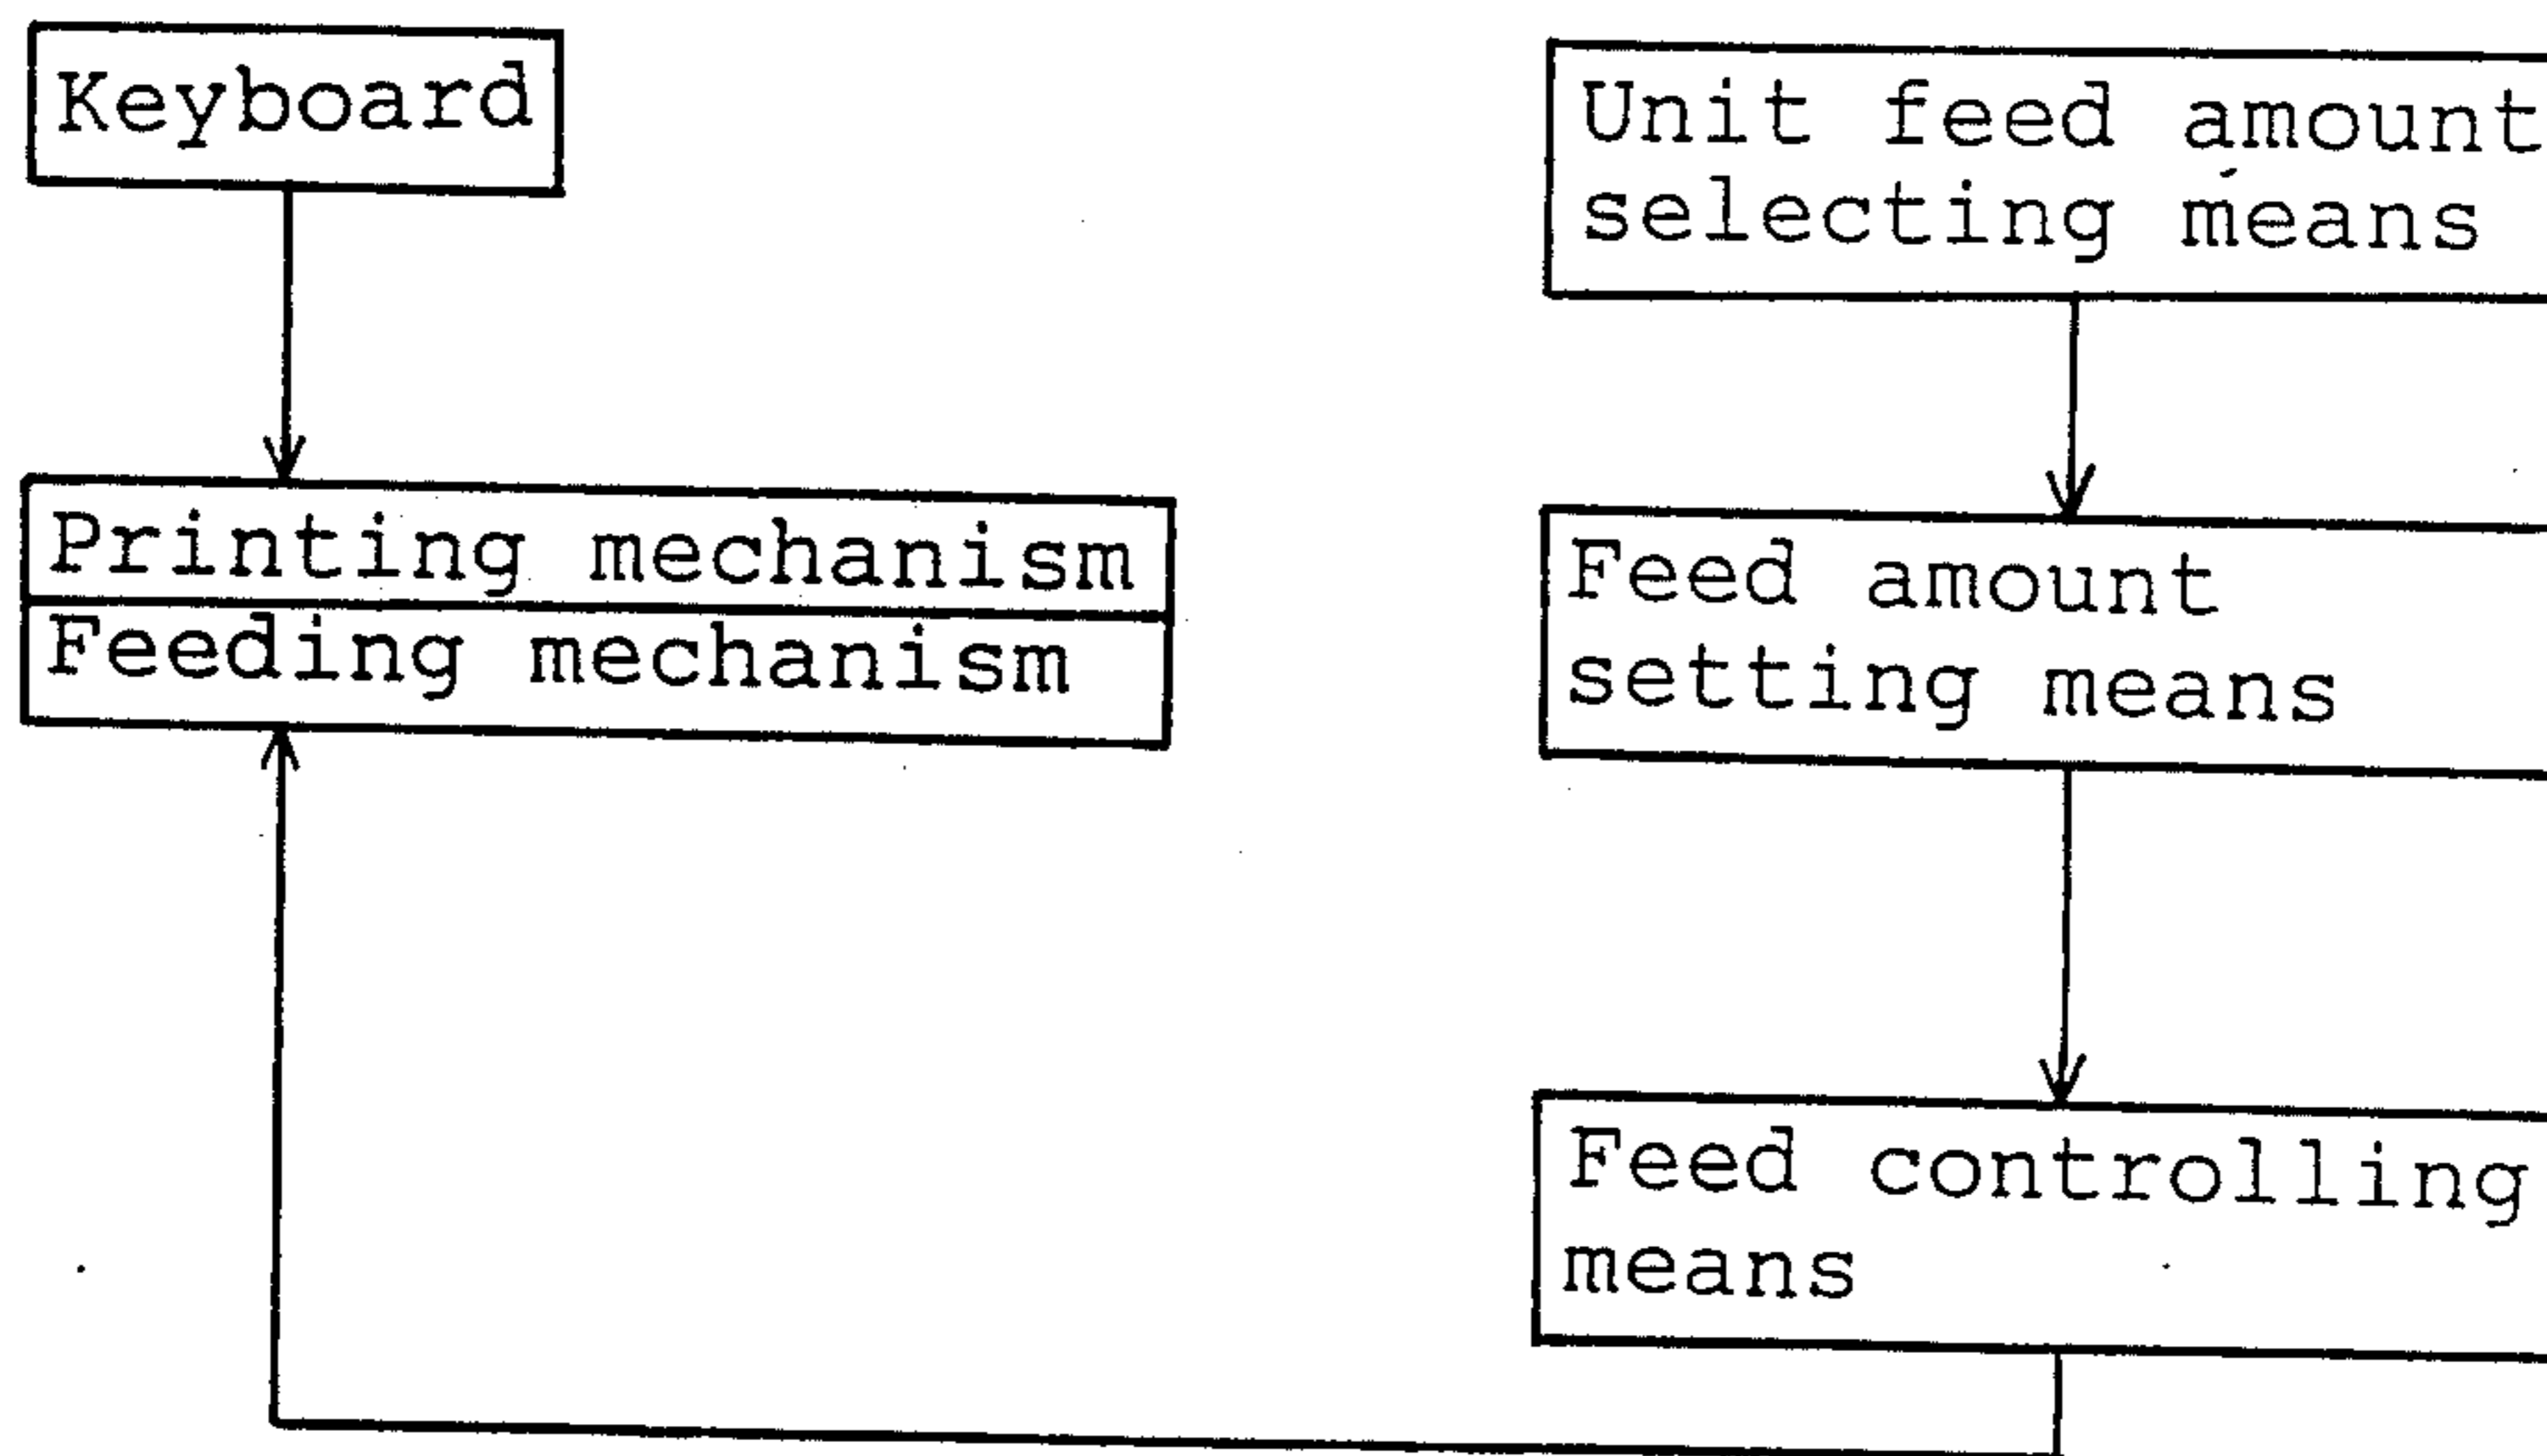 Keyboard
Printing mechanism
Feeding mechanism
Unit feed amount
selecting means
Feed amount
setting means
Feed controlling
means